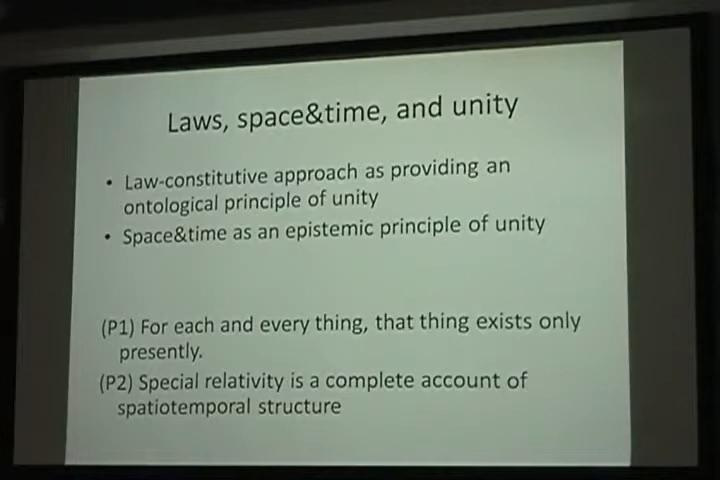 Laws, space&time, and unity
• Law-constitutive approach as providing an
ontological principle of unity
• Space&time as an epistemic principle of unity
(P1) For each and every thing, that thing exists only
presently.
(P2) Special relativity is a complete account of
spatiotemporal structure